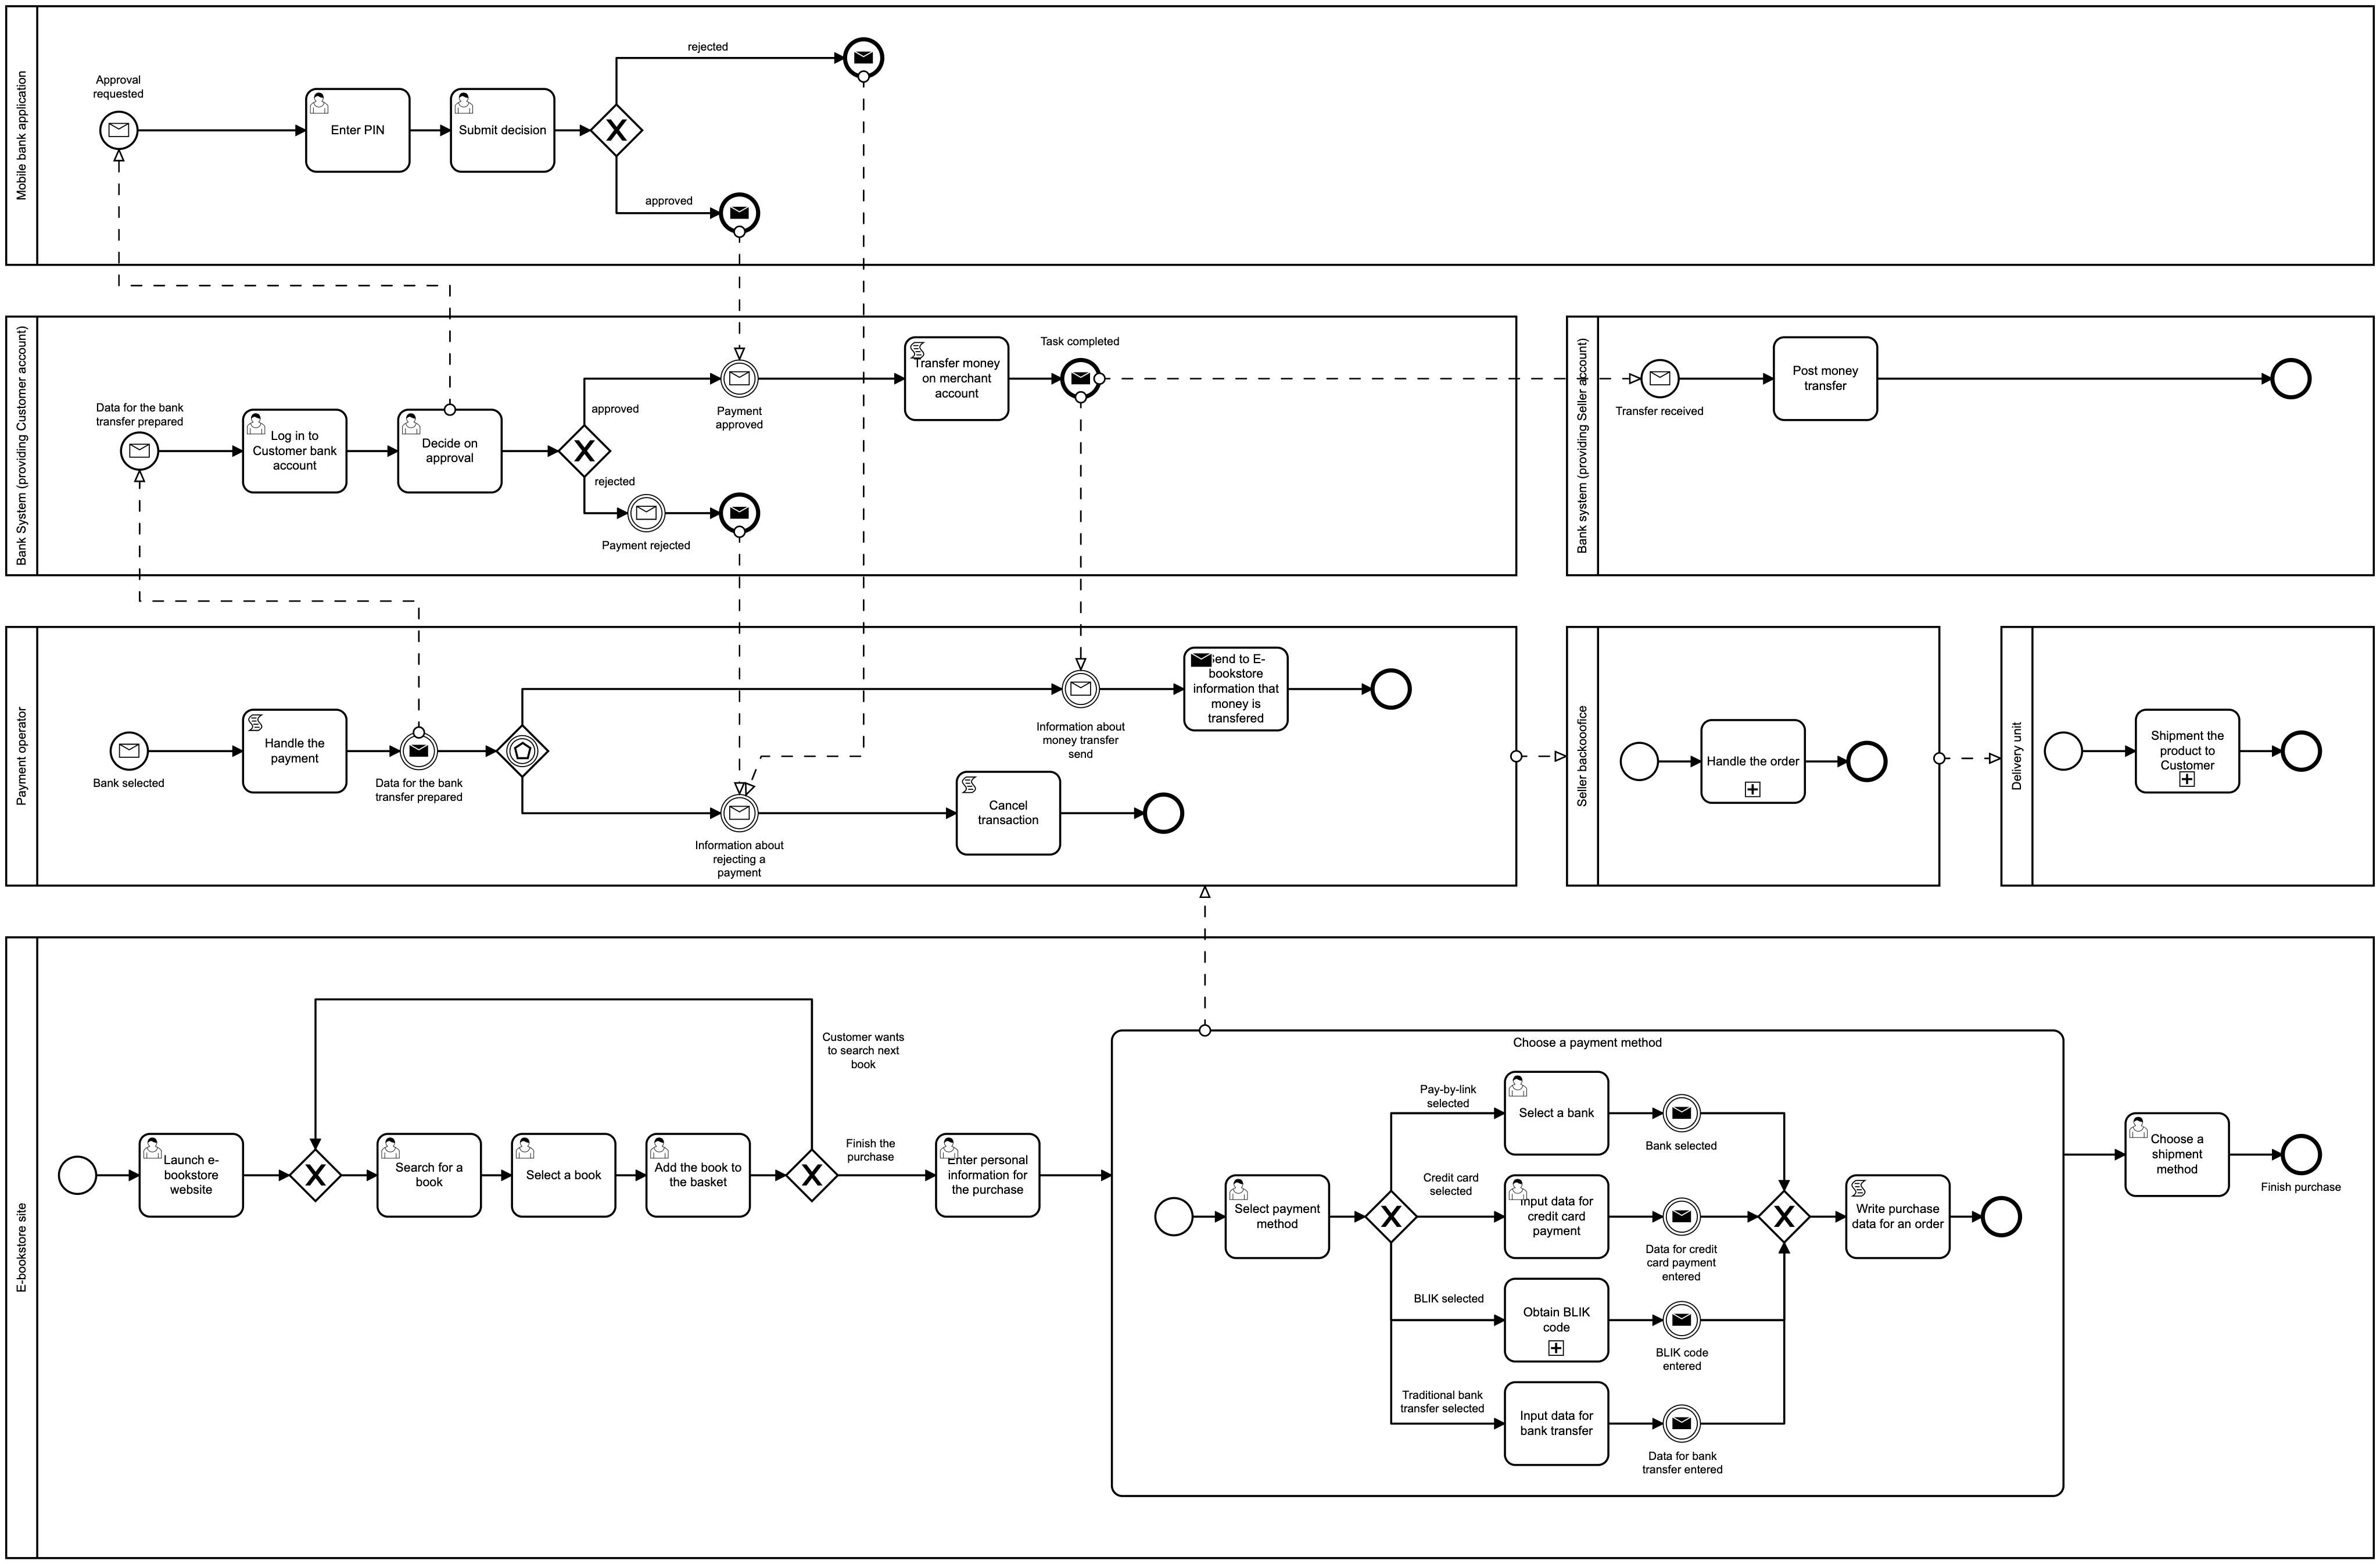 Mobile bank application
Approval
requested
Enter PIN
Submit decision
rejected
approved
Bank System (providing Customer account)
Data for the bank
transfer prepared
Log in to
Customer bank
account
Decide on
approval
approved
rejected
Payment
approved
Payment rejected
Transfer money
on merchant
account
Task completed
Bank system (providing Seller account)
Transfer received
Post money
transfer
Payment operator
Bank selected
Handle the
payment
Data for the bank
transfer prepared
Information about
money transfer
send
Send to E-
bookstore
information that
money is
transfered
Information about
rejecting a
payment
Cancel
transaction
Seller backooofice
Handle the order
Delivery unit
Shipment the
product to
Customer
E-bookstore site
Launch e-
bookstore
website
Search for a
book
Select a book
Add the book to
the basket
Customer wants
to search next
book
Finish the
purchase
Enter personal
information for
the purchase
Choose a payment method
Select payment
method
Pay-by-link
selected
Select a bank
Bank selected
Credit card
selected
Input data for
credit card
payment
Data for credit
card payment
entered
BLIK selected
Obtain BLIK
code
BLIK code
entered
Traditional bank
transfer selected
Input data for
bank transfer
Data for bank
transfer entered
Write purchase
data for an order
Choose a
shipment
method
Finish purchase